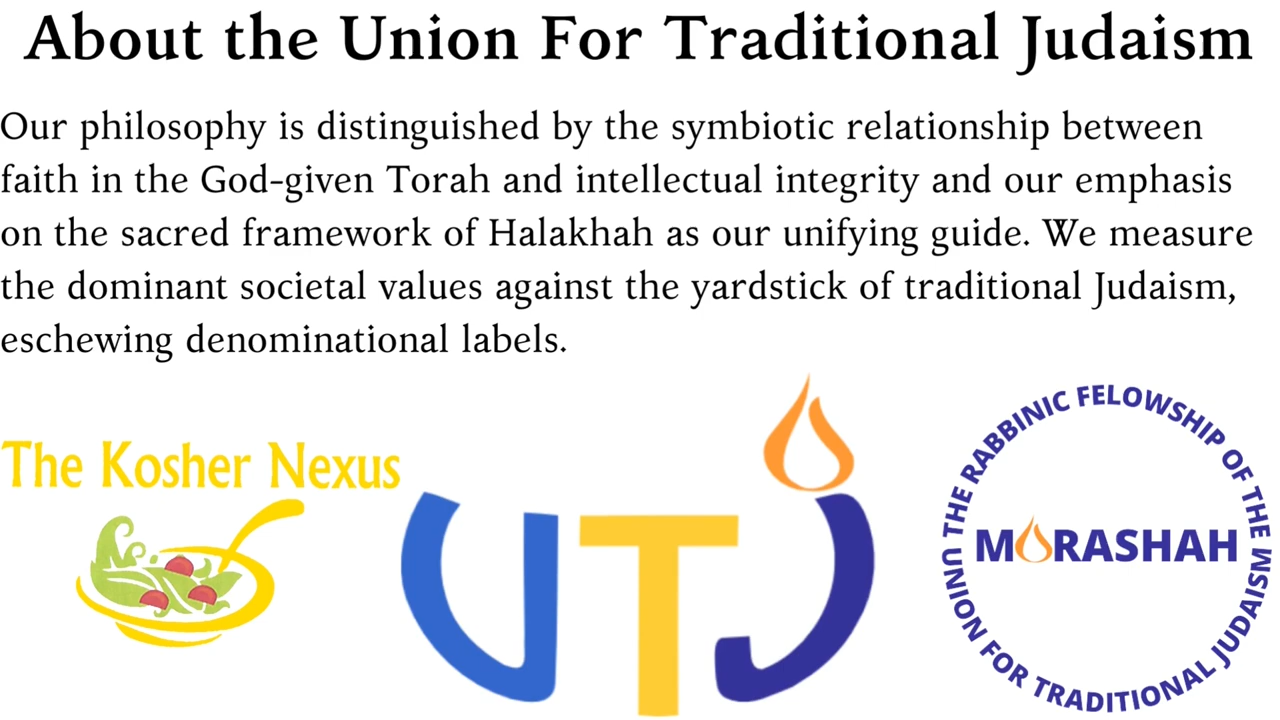 About the Union For Traditional Judaism
Our philosophy is distinguished by the symbiotic relationship between
faith in the God-given Torah and intellectual integrity and our emphasis
on the sacred framework of Halakhah as our unifying guide. We measure
the dominant societal values against the yardstick of traditional Judaism,
eschewing denominational labels.
The Kosher Nexus
UTJ
THE RABBINIC FELOWSHIP OF THE
MORASHAH
UNION FOR TRADITIONAL JUDAISM